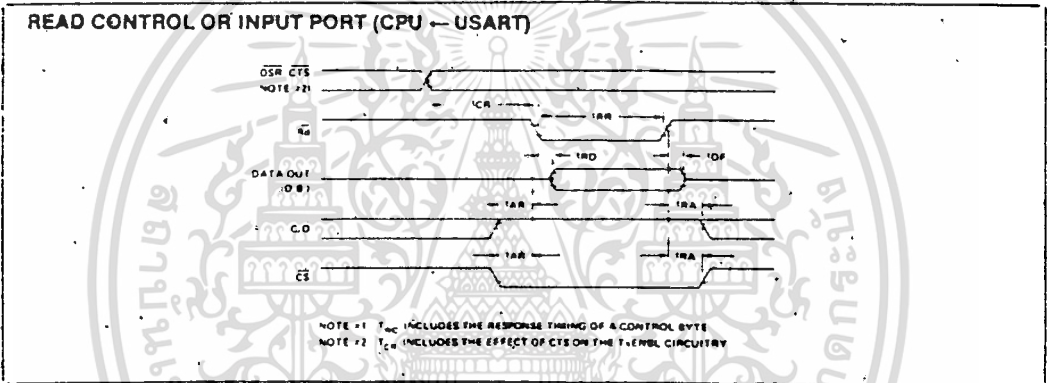 READ CONTROL OR INPUT PORT (CPU ← USART)
DSR CTS
NOTE #2)
tCR
tRR
Rd
tRD
tDF
DATA OUT
(D.B.)
tAR
tRA
C/D
tAR
tRA
CS
NOTE #1 TWC INCLUDES THE RESPONSE TIMING OF A CONTROL BYTE
NOTE #2 TCR INCLUDES THE EFFECT OF CTS ON THE TxENBL CIRCUITRY